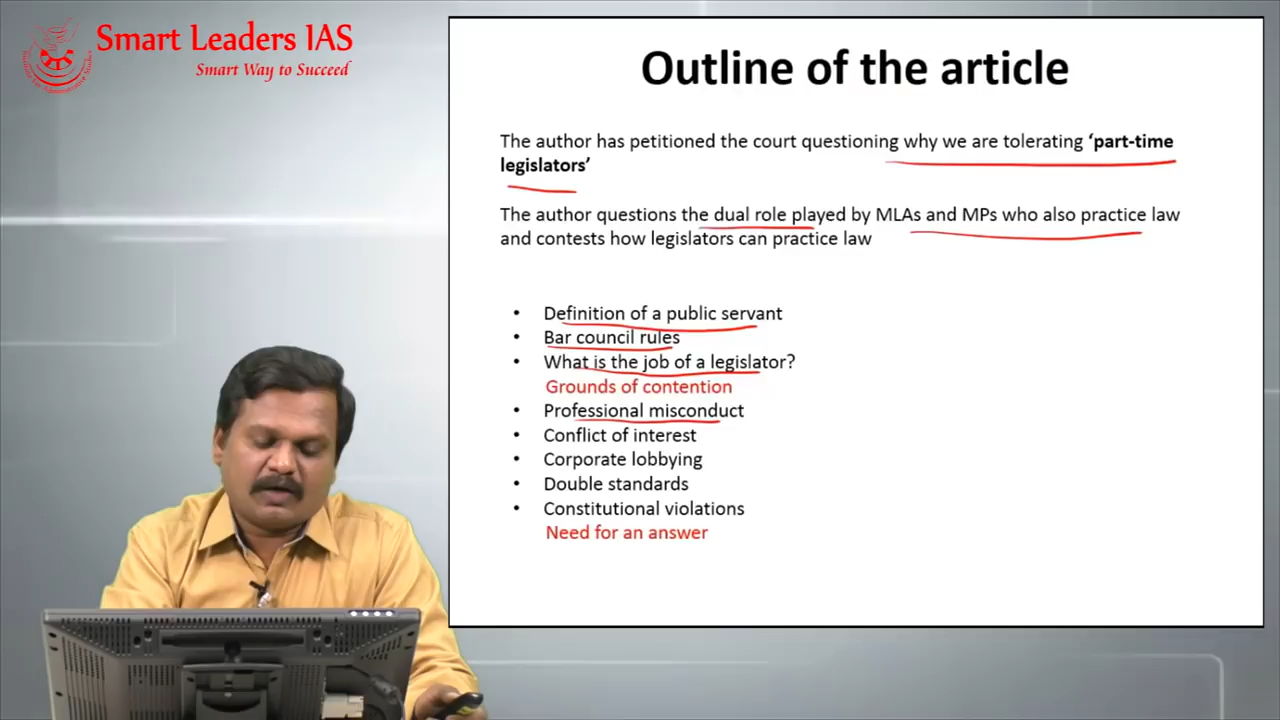 Smart Leaders IAS
Smart Way to Succeed
Outline of the article
The author has petitioned the court questioning why we are tolerating ‘part-time
legislators’
The author questions the dual role played by MLAs and MPs who also practice law
and contests how legislators can practice law
• Definition of a public servant
• Bar council rules
• What is the job of a legislator?
Grounds of contention
• Professional misconduct
• Conflict of interest
• Corporate lobbying
• Double standards
• Constitutional violations
Need for an answer